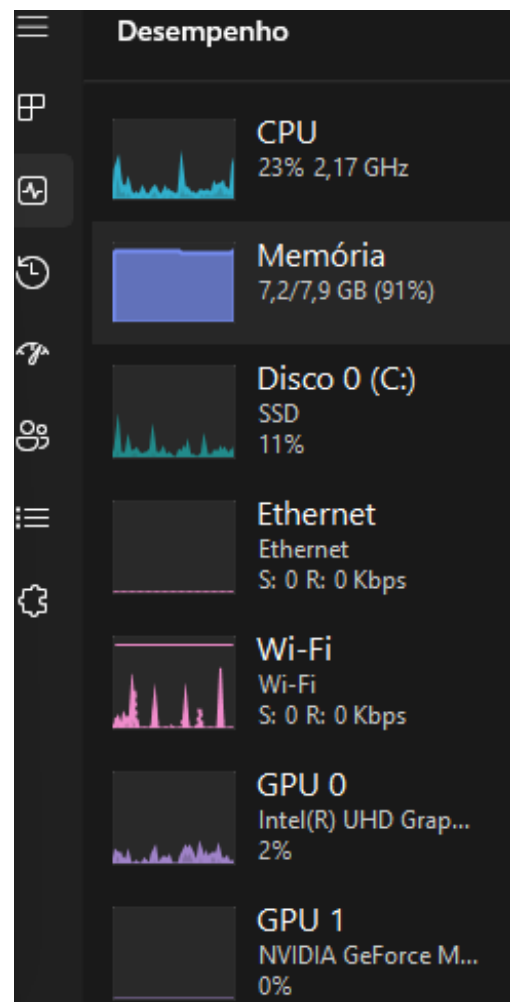 Desempenho
CPU
23% 2,17 GHz
Memória
7,2/7,9 GB (91%)
Disco 0 (C:)
SSD
11%
Ethernet
Ethernet
S: 0 R: 0 Kbps
Wi-Fi
Wi-Fi
S: 0 R: 0 Kbps
GPU 0
Intel(R) UHD Grap...
2%
GPU 1
NVIDIA GeForce M...
0%